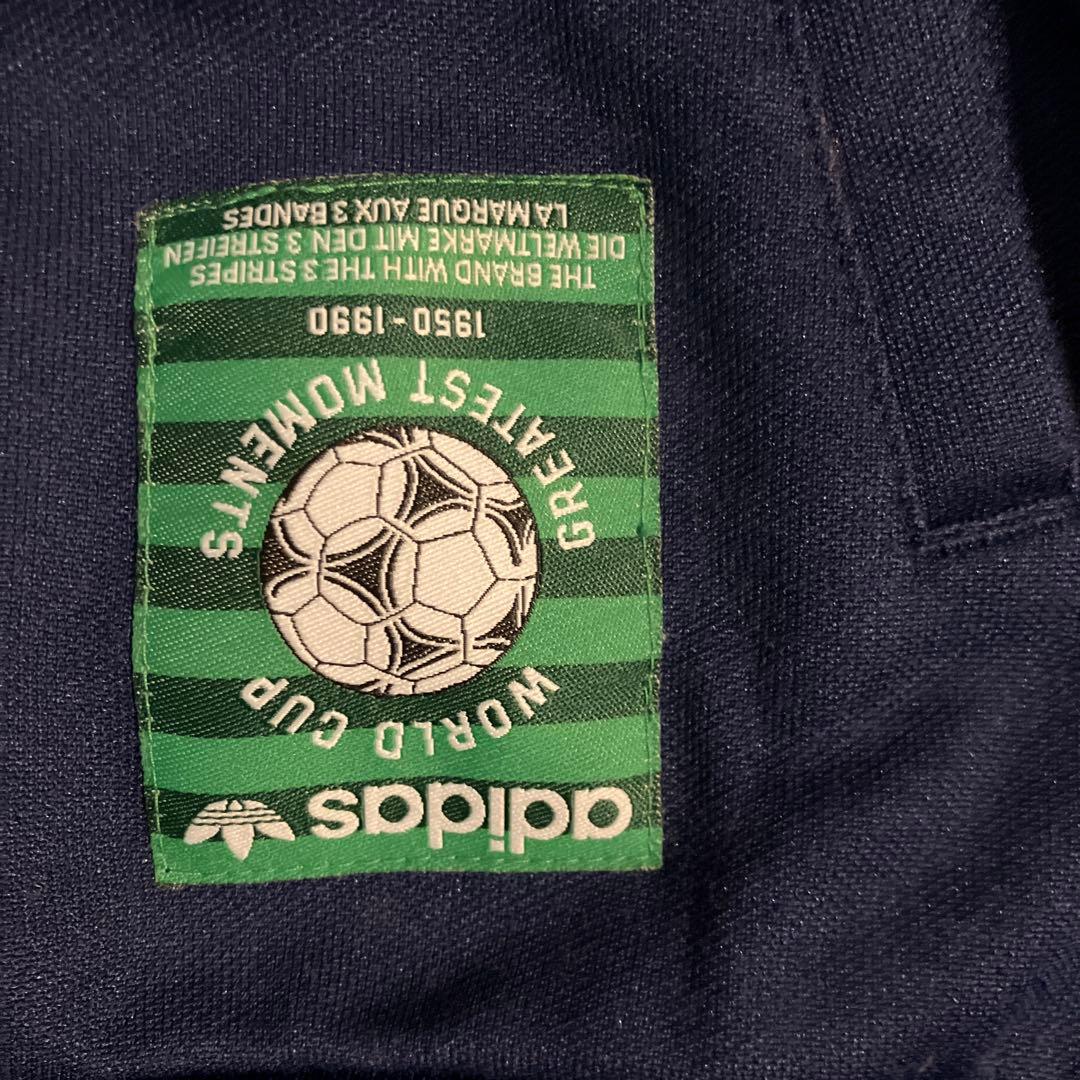 adidas
WORLD CUP
GREATEST MOMENTS
1950 - 1990
THE BRAND WITH THE 3 STRIPES
DIE WELTMARKE MIT DEN 3 STREIFEN
LA MARQUE AUX 3 BANDES